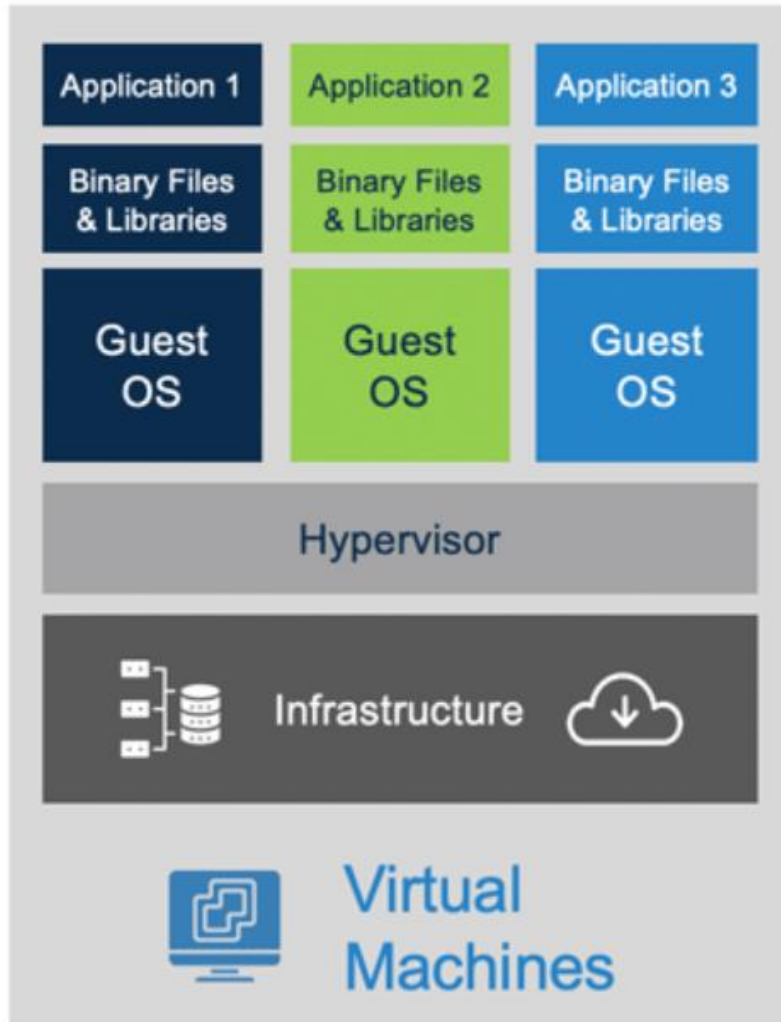 Application 1
Application 2
Application 3
Binary Files
& Libraries
Binary Files
& Libraries
Binary Files
& Libraries
Guest
OS
Guest
OS
Guest
OS
Hypervisor
Infrastructure
Virtual
Machines